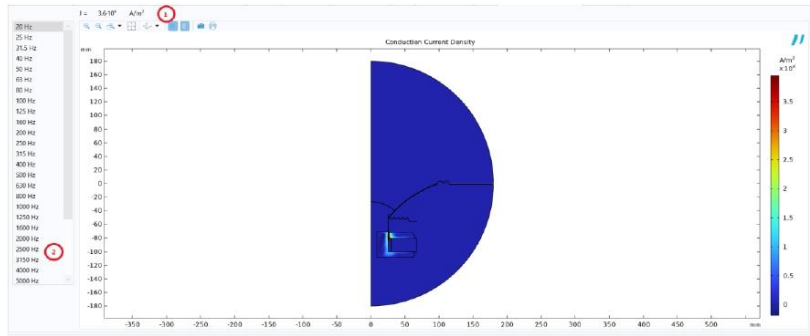 J = 3.6·10⁶ A/m²
1
20 Hz
25 Hz
31.5 Hz
40 Hz
50 Hz
63 Hz
80 Hz
100 Hz
125 Hz
160 Hz
200 Hz
250 Hz
315 Hz
400 Hz
500 Hz
630 Hz
800 Hz
1000 Hz
1250 Hz
1600 Hz
2000 Hz
2500 Hz
3150 Hz
4000 Hz
5000 Hz
2
Conduction Current Density
mm
180
160
140
120
100
80
60
40
20
0
-20
-40
-60
-80
-100
-120
-140
-160
-180
-350 -300 -250 -200 -150 -100 -50 0 50 100 150 200 250 300 350 400 450 500 mm
A/m²
3.5
3
2.5
2
1.5
1
0.5
0